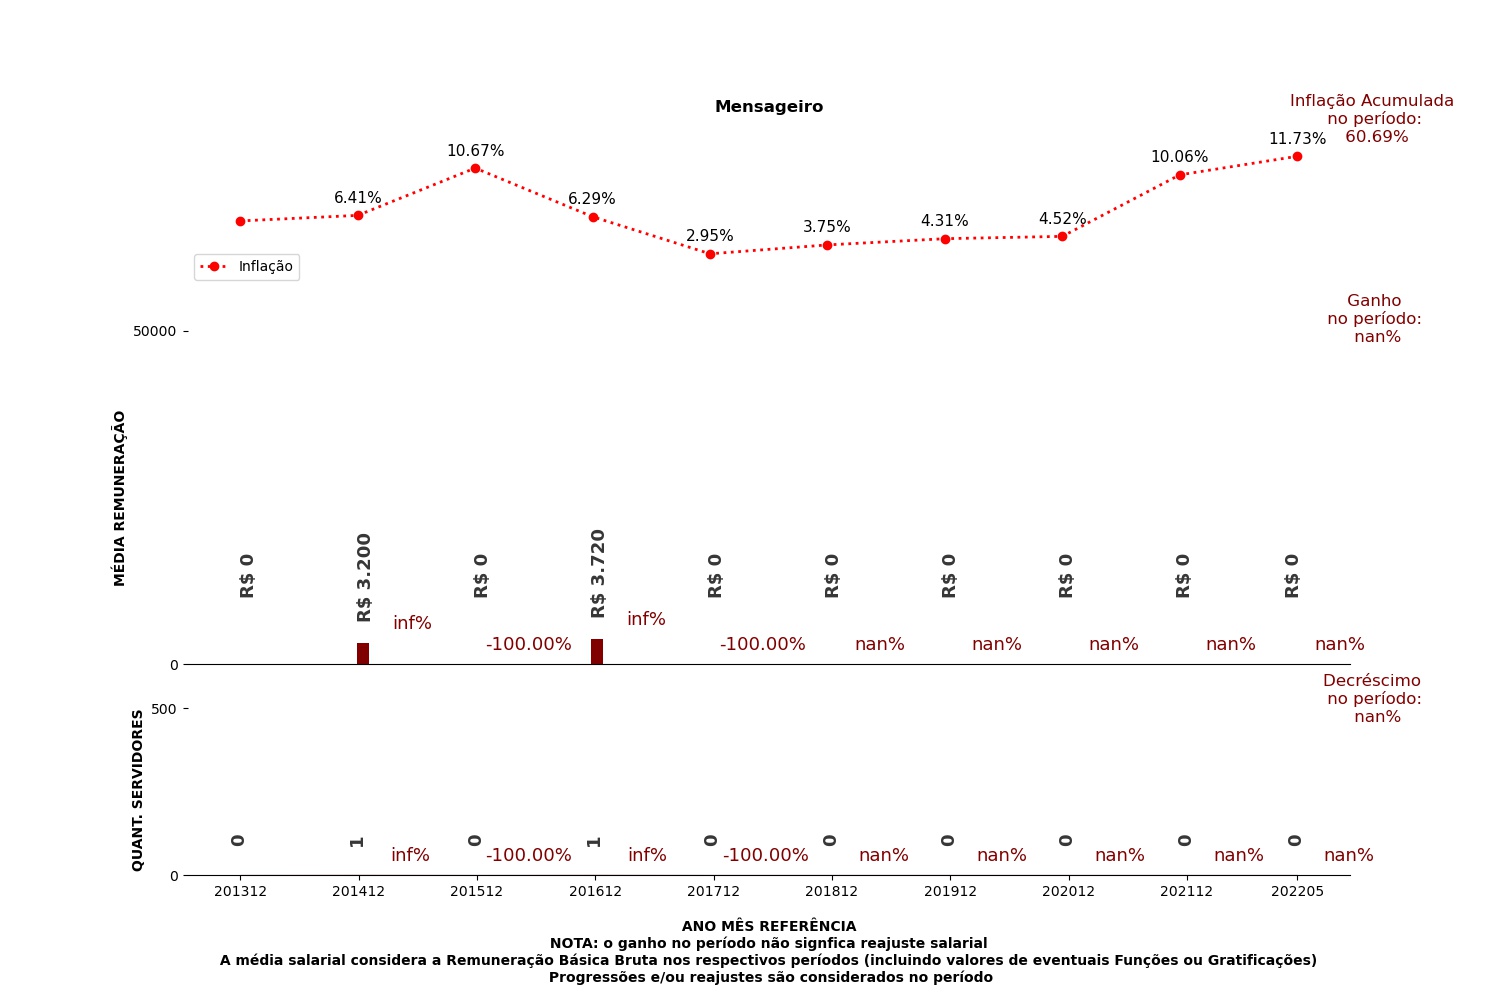 Mensageiro
Inflação Acumulada
no período:
60.69%
6.41%
10.67%
6.29%
2.95%
3.75%
4.31%
4.52%
10.06%
11.73%
Inflação
Ganho
no período:
nan%
50000
0
MÉDIA REMUNERAÇÃO
R$ 0
R$ 3.200
R$ 0
R$ 3.720
R$ 0
R$ 0
R$ 0
R$ 0
R$ 0
R$ 0
inf%
-100.00%
inf%
-100.00%
nan%
nan%
nan%
nan%
nan%
Decréscimo
no período:
nan%
500
0
QUANT. SERVIDORES
0
1
0
1
0
0
0
0
0
0
inf%
-100.00%
inf%
-100.00%
nan%
nan%
nan%
nan%
nan%
201312
201412
201512
201612
201712
201812
201912
202012
202112
202205
ANO MÊS REFERÊNCIA
NOTA: o ganho no período não signfica reajuste salarial
A média salarial considera a Remuneração Básica Bruta nos respectivos períodos (incluindo valores de eventuais Funções ou Gratificações)
Progressões e/ou reajustes são considerados no período